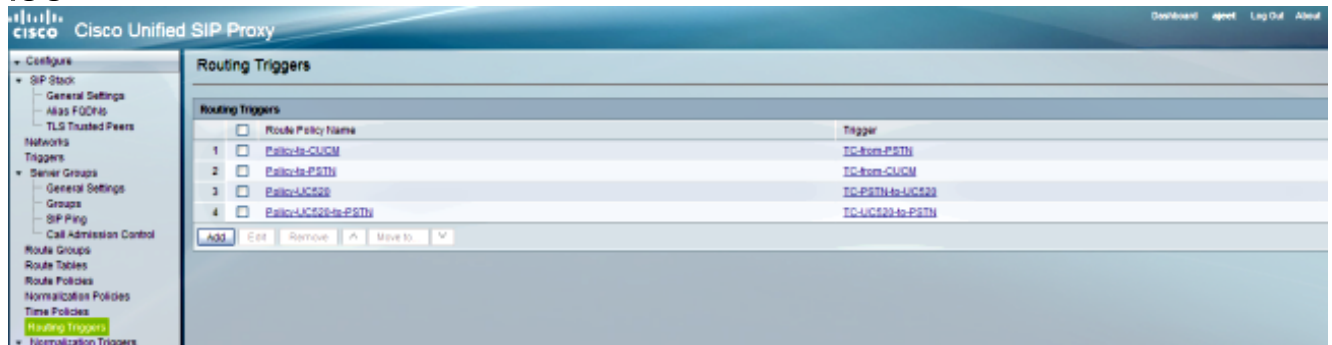 cisco Cisco Unified SIP Proxy
Dashboard ajeet Log Out About
Configure
SIP Stack
General Settings
Alias FQDNs
TLS Trusted Peers
Networks
Triggers
Server Groups
General Settings
Groups
SIP Ping
Call Admission Control
Route Groups
Route Tables
Route Policies
Normalization Policies
Time Policies
Routing Triggers
Normalization Triggers
Routing Triggers
Routing Triggers
Route Policy Name Trigger
1 Policy-to-CUCM TC-from-PSTN
2 Policy-to-PSTN TC-from-CUCM
3 Policy-UC520 TC-PSTN-to-UC520
4 Policy-UC520-to-PSTN TC-UC520-to-PSTN
Add Edit Remove Move to